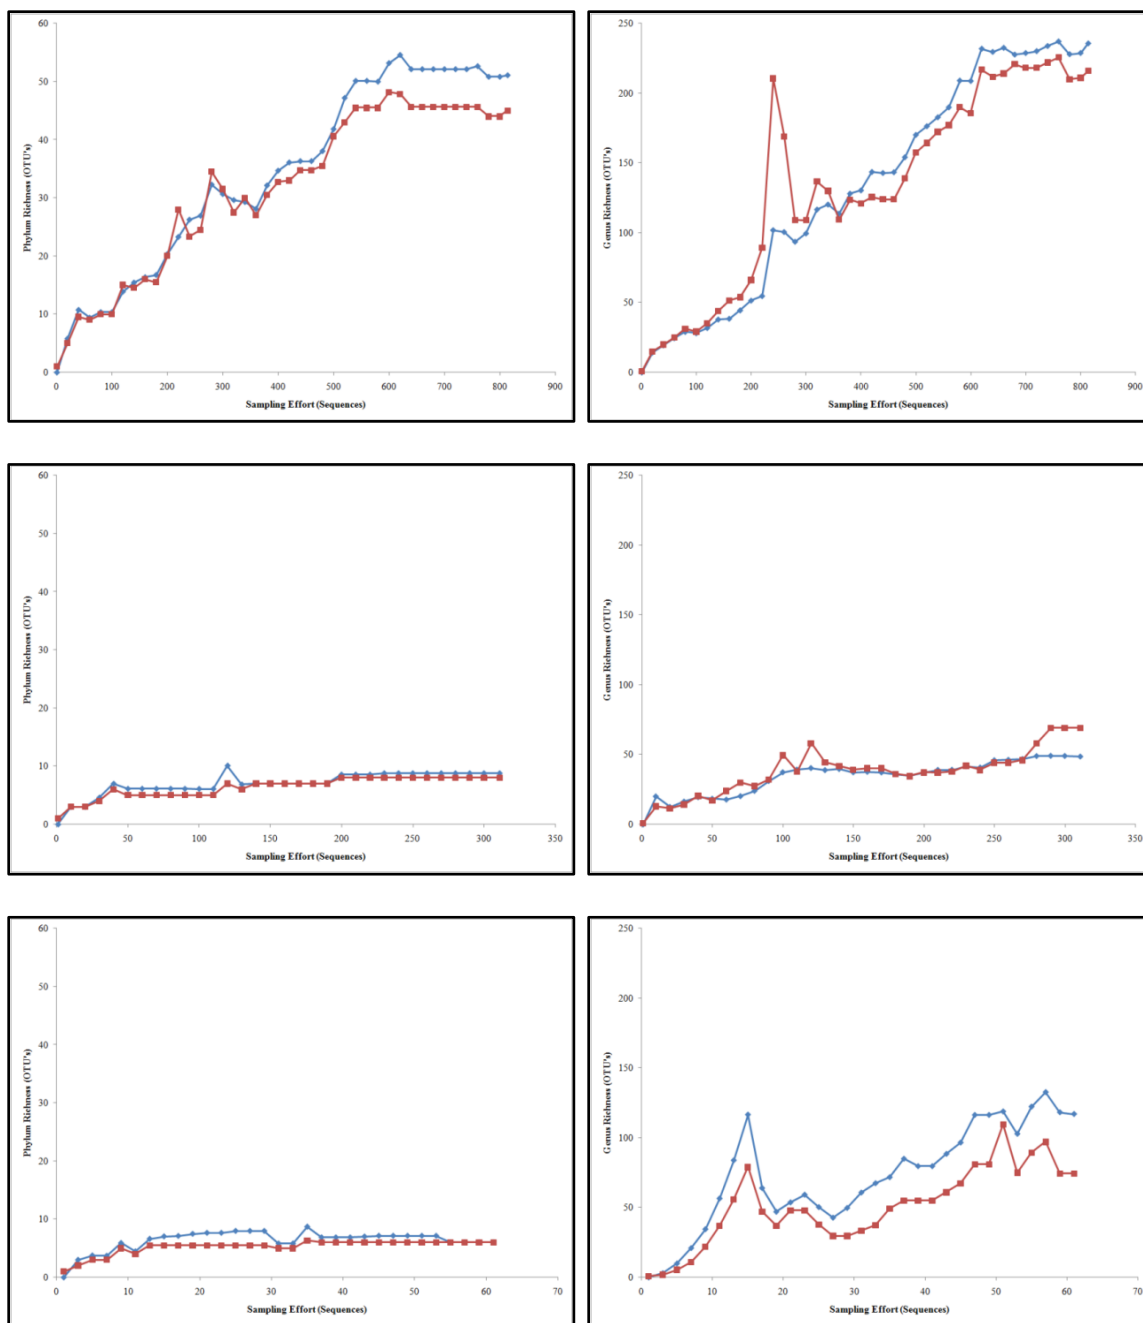 60
50
40
30
20
10
0
Phylum Richness (OTU's)
0 100 200 300 400 500 600 700 800 900
Sampling Effort (Sequences)
250
200
150
100
50
0
Genus Richness (OTU's)
0 100 200 300 400 500 600 700 800 900
Sampling Effort (Sequences)
60
50
40
30
20
10
0
Phylum Richness (OTU's)
0 50 100 150 200 250 300 350
Sampling Effort (Sequences)
250
200
150
100
50
0
Genus Richness (OTU's)
0 50 100 150 200 250 300 350
Sampling Effort (Sequences)
60
50
40
30
20
10
0
Phylum Richness (OTU's)
0 10 20 30 40 50 60 70
Sampling Effort (Sequences)
250
200
150
100
50
0
Genus Richness (OTU's)
0 10 20 30 40 50 60 70
Sampling Effort (Sequences)